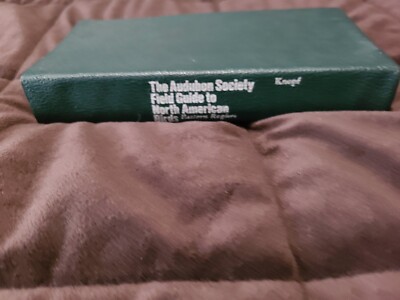 The Audubon Society
Field Guide to
North American
Birds Eastern Region
Knopf